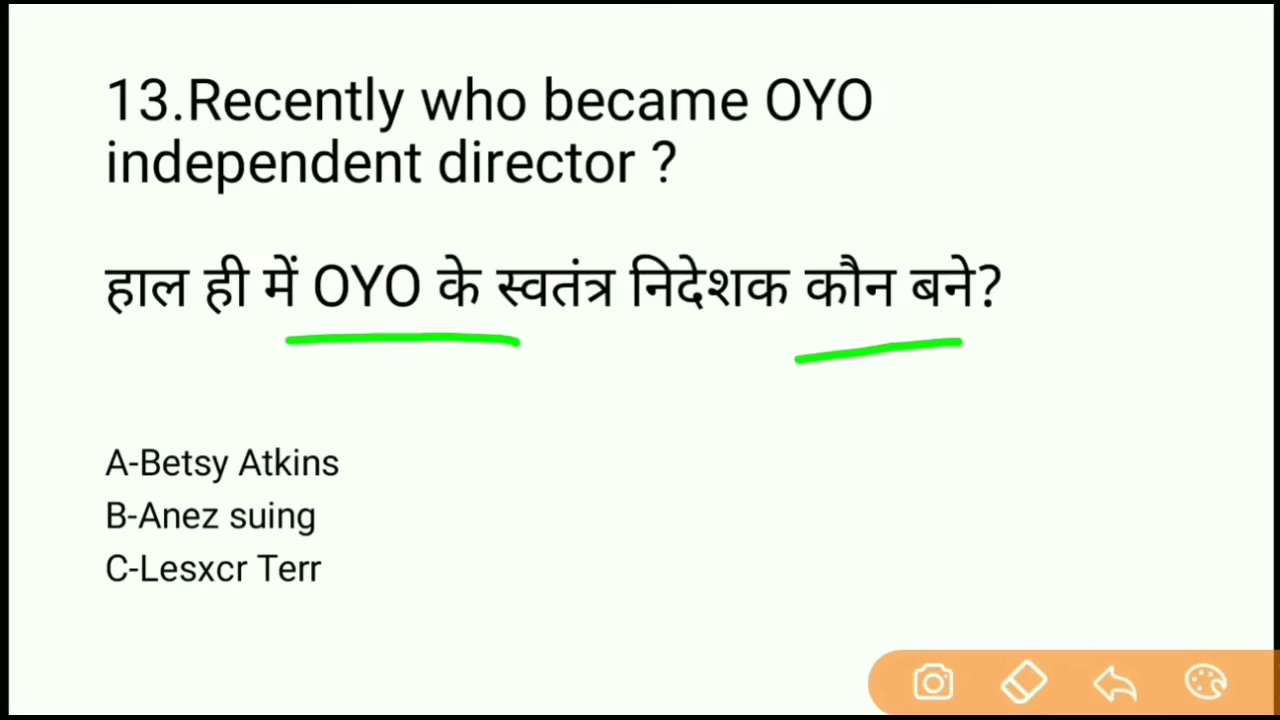 13.Recently who became OYO
independent director ?
हाल ही में OYO के स्वतंत्र निदेशक कौन बने?
A-Betsy Atkins
B-Anez suing
C-Lesxcr Terr